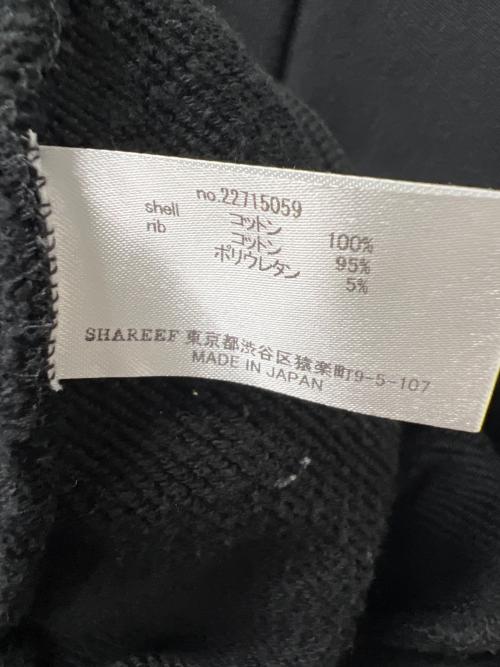 no.22715059
shell コットン 100%
rib コットン 95%
ポリウレタン 5%
SHAREEF 東京都渋谷区猿楽町9-5-107
MADE IN JAPAN